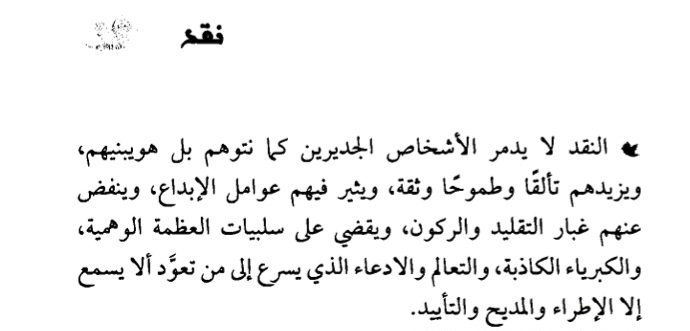 نقد
النقد لا يدمر الأشخاص الجديرين كما نتوهم بل هويبنيهم،
ويزيدهم تألقًا وطموحًا وثقة، ويثير فيهم عوامل الإبداع، وينفض
عنهم غبار التقليد والركون، ويقضي على سلبيات العظمة الوهمية،
والكبرياء الكاذبة، والتعالم والادعاء الذي يسرع إلى من تعوَّد ألا يسمع
إلا الإطراء والمديح والتأييد.